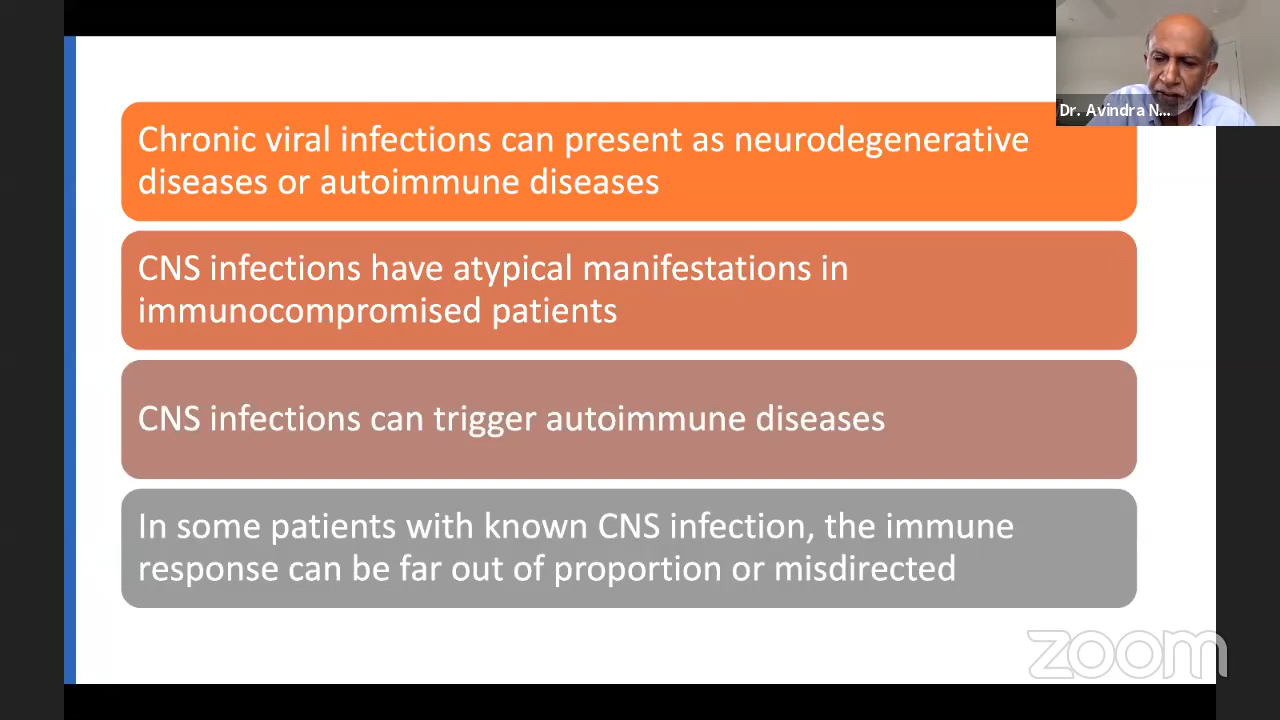 Dr. Avindra N...
Chronic viral infections can present as neurodegenerative
diseases or autoimmune diseases
CNS infections have atypical manifestations in
immunocompromised patients
CNS infections can trigger autoimmune diseases
In some patients with known CNS infection, the immune
response can be far out of proportion or misdirected
zoom